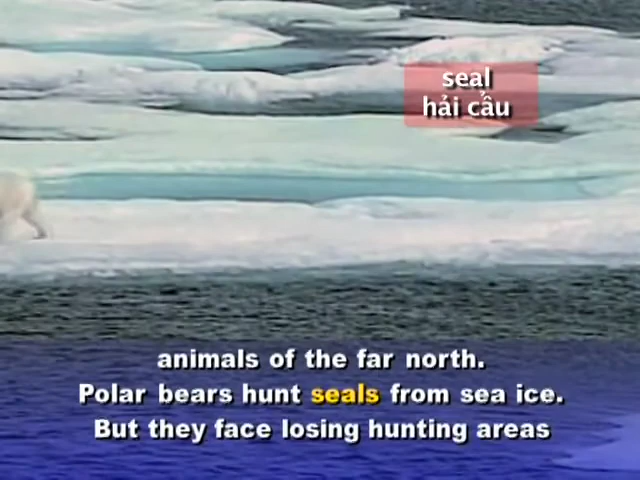 seal
hải cẩu
animals of the far north.
Polar bears hunt seals from sea ice.
But they face losing hunting areas